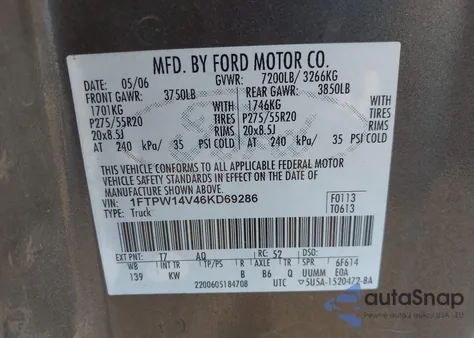 MFD. BY FORD MOTOR CO.
DATE: 05/06 GVWR: 7200LB/ 3266KG
FRONT GAWR: 3750LB REAR GAWR: 3850LB
1701KG WITH 1746KG WITH
P275/55R20 TIRES P275/55R20 TIRES
20x8.5J RIMS 20x8.5J RIMS
AT 240 kPa/ 35 PSI COLD AT 240 kPa/ 35 PSI COLD
THIS VEHICLE CONFORMS TO ALL APPLICABLE FEDERAL MOTOR
VEHICLE SAFETY STANDARDS IN EFFECT ON THE DATE OF
MANUFACTURE SHOWN ABOVE.
VIN: 1FTPW14V46KD69286 F0113
TYPE: Truck T0613
EXT PNT: T7 AQ RC: 52 DSO:
WB INT TR TP/PS R AXLE TR SPR 6F614
139 KW B B6 Q UUMM E0A
2200605184708 UTC 5U5A-1520472-BA
autoSnap
Patent